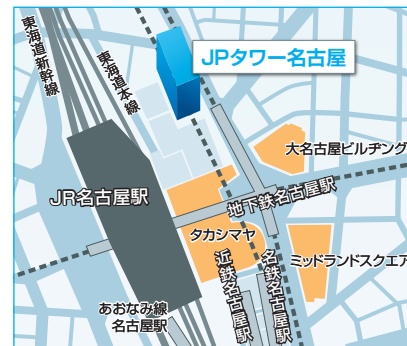 東海道新幹線
東海道本線
JPタワー名古屋
大名古屋ビルヂング
JR名古屋駅
地下鉄名古屋駅
タカシマヤ
ミッドランドスクエア
近鉄名古屋駅
名鉄名古屋駅
あおなみ線
名古屋駅